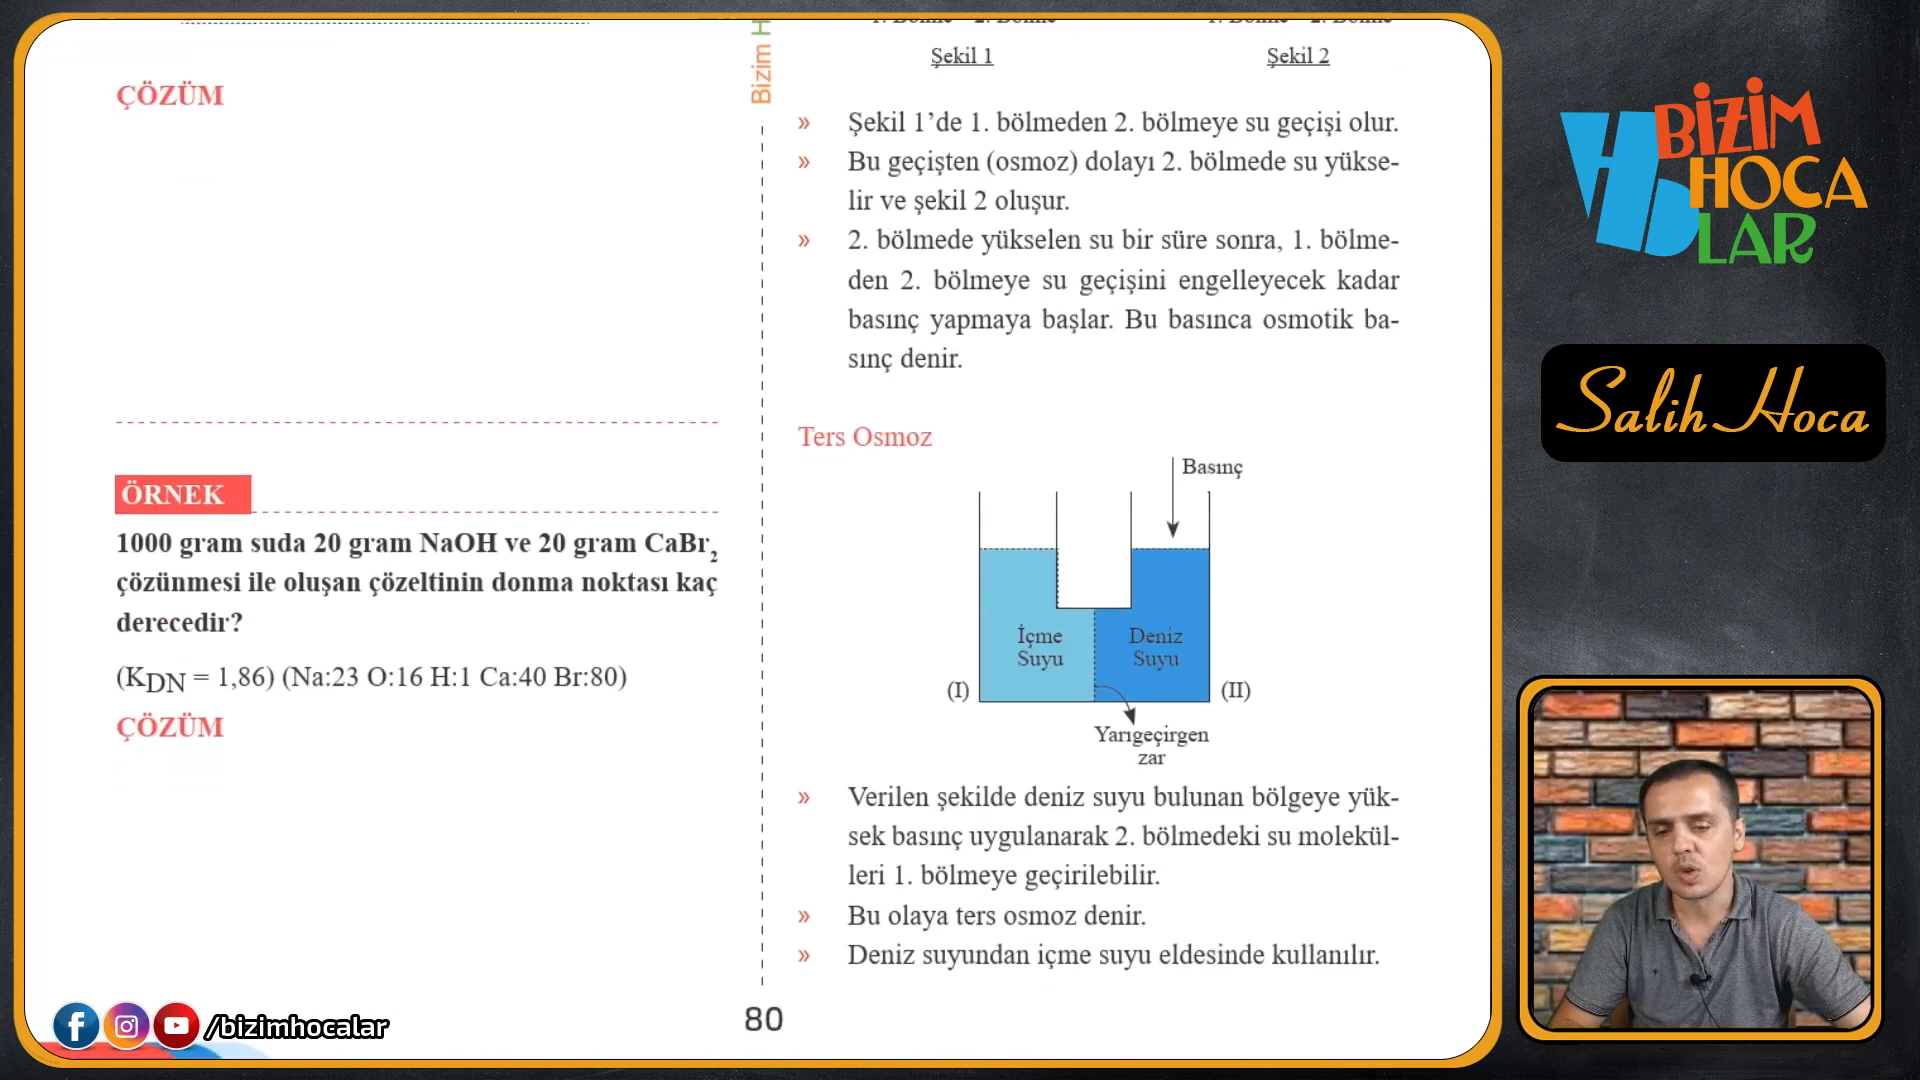 ÇÖZÜM
ÖRNEK
1000 gram suda 20 gram NaOH ve 20 gram CaBr₂
çözünmesi ile oluşan çözeltinin donma noktası kaç
derecedir?
(KDN = 1,86) (Na:23 O:16 H:1 Ca:40 Br:80)
ÇÖZÜM
Bizim H
Şekil 1
Şekil 2
» Şekil 1’de 1. bölmeden 2. bölmeye su geçişi olur.
» Bu geçişten (osmoz) dolayı 2. bölmede su yükse-
lir ve şekil 2 oluşur.
» 2. bölmede yükselen su bir süre sonra, 1. bölme-
den 2. bölmeye su geçişini engelleyecek kadar
basınç yapmaya başlar. Bu basınca osmotik ba-
sınç denir.
Ters Osmoz
Basınç
İçme
Suyu
Deniz
Suyu
(I)
(II)
Yarıgeçirgen
zar
» Verilen şekilde deniz suyu bulunan bölgeye yük-
sek basınç uygulanarak 2. bölmedeki su molekül-
leri 1. bölmeye geçirilebilir.
» Bu olaya ters osmoz denir.
» Deniz suyundan içme suyu eldesinde kullanılır.
80
/bizimhocalar
BİZİM
HOCA
LAR
Salih Hoca